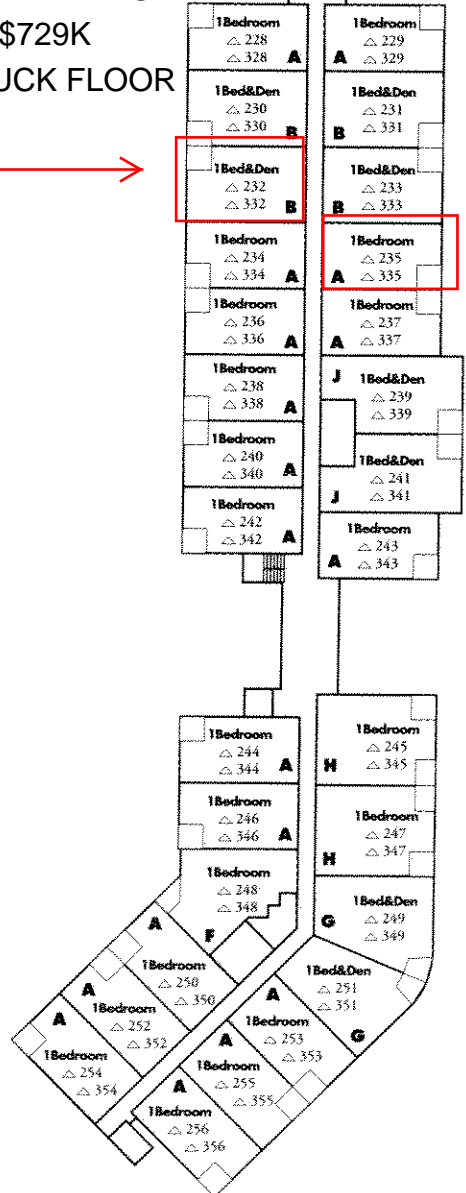 $729K
UCK FLOOR
1Bedroom
△ 228
△ 328 A
1Bed&Den
△ 230
△ 330 B
1Bed&Den
△ 232
△ 332 B
1Bedroom
△ 234
△ 334 A
1Bedroom
△ 236
△ 336 A
1Bedroom
△ 238
△ 338 A
1Bedroom
△ 240
△ 340 A
1Bedroom
△ 242
△ 342 A
1Bedroom
△ 229
A △ 329
1Bed&Den
△ 231
B △ 331
1Bed&Den
△ 233
B △ 333
1Bedroom
△ 235
A △ 335
1Bedroom
△ 237
A △ 337
J 1Bed&Den
△ 239
△ 339
1Bed&Den
△ 241
J △ 341
1Bedroom
△ 243
A △ 343
1Bedroom
△ 244
△ 344 A
1Bedroom
△ 246
△ 346 A
1Bedroom
△ 248
△ 348
F
A
1Bedroom
△ 250
△ 350
A
1Bedroom
△ 252
△ 352
A
1Bedroom
△ 254
△ 354
1Bedroom
△ 245
H △ 345
1Bedroom
△ 247
△ 347
H
1Bed&Den
G △ 249
△ 349
1Bed&Den
△ 251
△ 351
G
A
1Bedroom
△ 253
△ 353
A
1Bedroom
△ 255
△ 355
A
1Bedroom
△ 256
△ 356